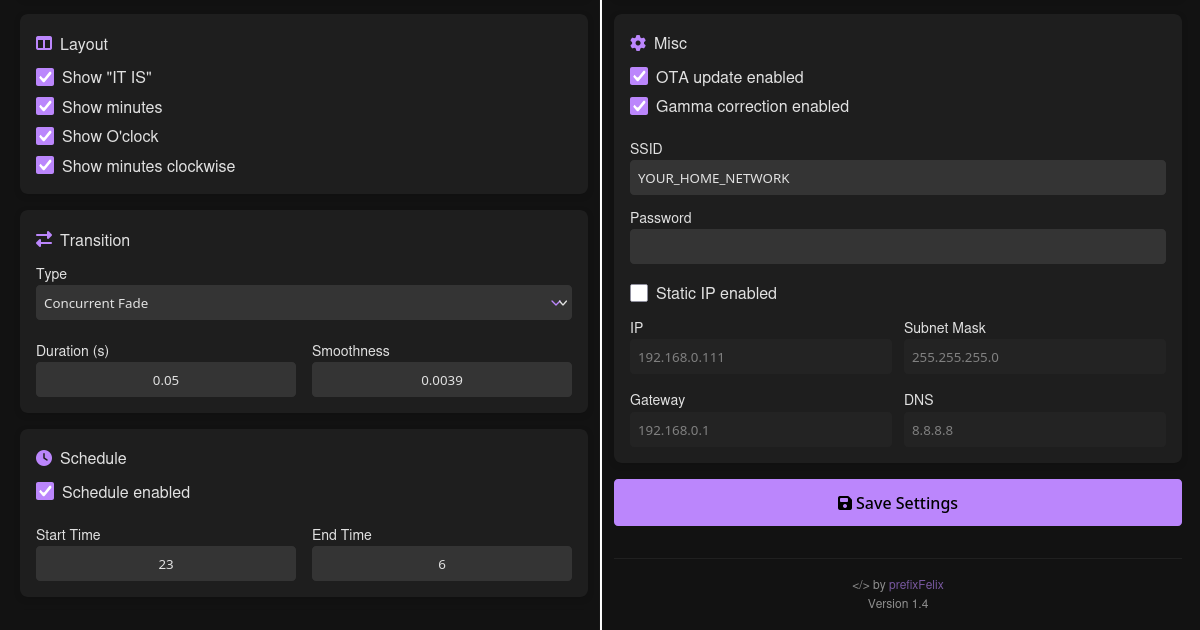 Layout
Show "IT IS"
Show minutes
Show O'clock
Show minutes clockwise
Transition
Type
Concurrent Fade
Duration (s) Smoothness
0.05 0.0039
Schedule
Schedule enabled
Start Time End Time
23 6
Misc
OTA update enabled
Gamma correction enabled
SSID
YOUR_HOME_NETWORK
Password
Static IP enabled
IP Subnet Mask
192.168.0.111 255.255.255.0
Gateway DNS
192.168.0.1 8.8.8.8
Save Settings
</> by prefixFelix
Version 1.4